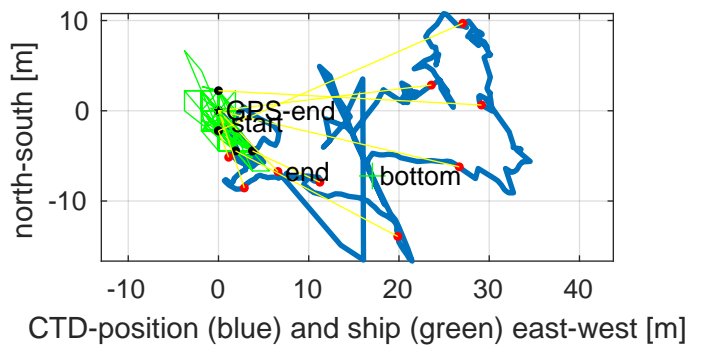 10
0
-10
north-south [m]
GPS-end
start
end
bottom
-10 0 10 20 30 40
CTD-position (blue) and ship (green) east-west [m]